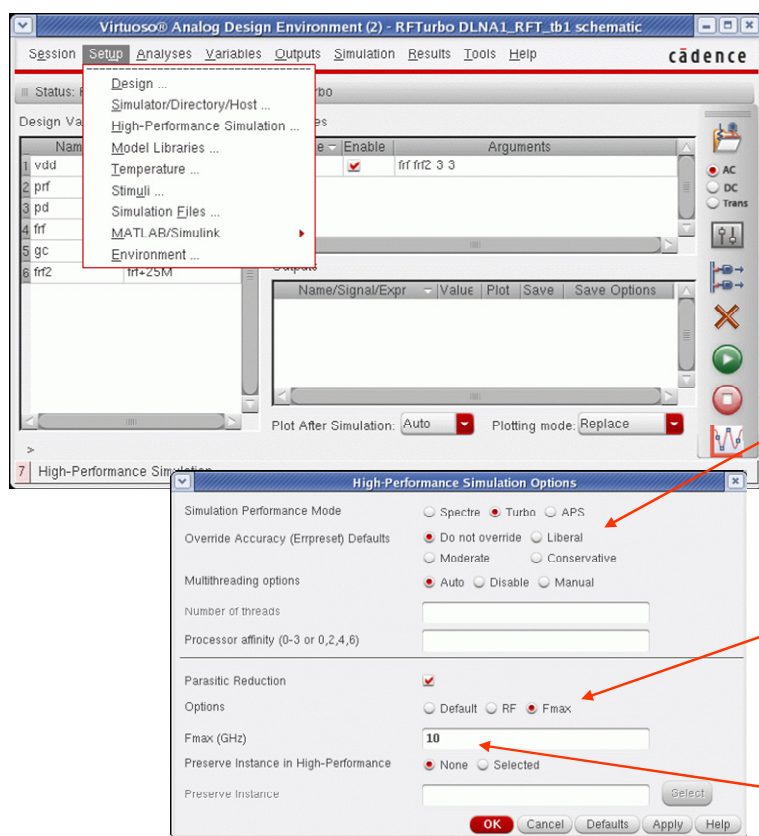 Virtuoso® Analog Design Environment (2) - RFTurbo DLNA1_RFT_tb1 schematic
Session Setup Analyses Variables Outputs Simulation Results Tools Help
cādence
Status:
Design ...
Simulator/Directory/Host ...
High-Performance Simulation ...
Model Libraries ...
Temperature ...
Stimuli ...
Simulation Files ...
MATLAB/Simulink
Environment ...
Design Va
Nam
1 vdd
2 prf
3 pd
4 frf
5 gc
6 frf2 frf+25M
Enable Arguments
frf frf2 3 3
Outputs
Name/Signal/Expr Value Plot Save Save Options
Plot After Simulation: Auto Plotting mode: Replace
AC
DC
Trans
>
7 High-Performance Simulation
High-Performance Simulation Options
Simulation Performance Mode Spectre Turbo APS
Override Accuracy (Errpreset) Defaults Do not override Liberal
Moderate Conservative
Multithreading options Auto Disable Manual
Number of threads
Processor affinity (0-3 or 0,2,4,6)
Parasitic Reduction
Options Default RF Fmax
Fmax (GHz) 10
Preserve Instance in High-Performance None Selected
Preserve Instance Select
OK Cancel Defaults Apply Help